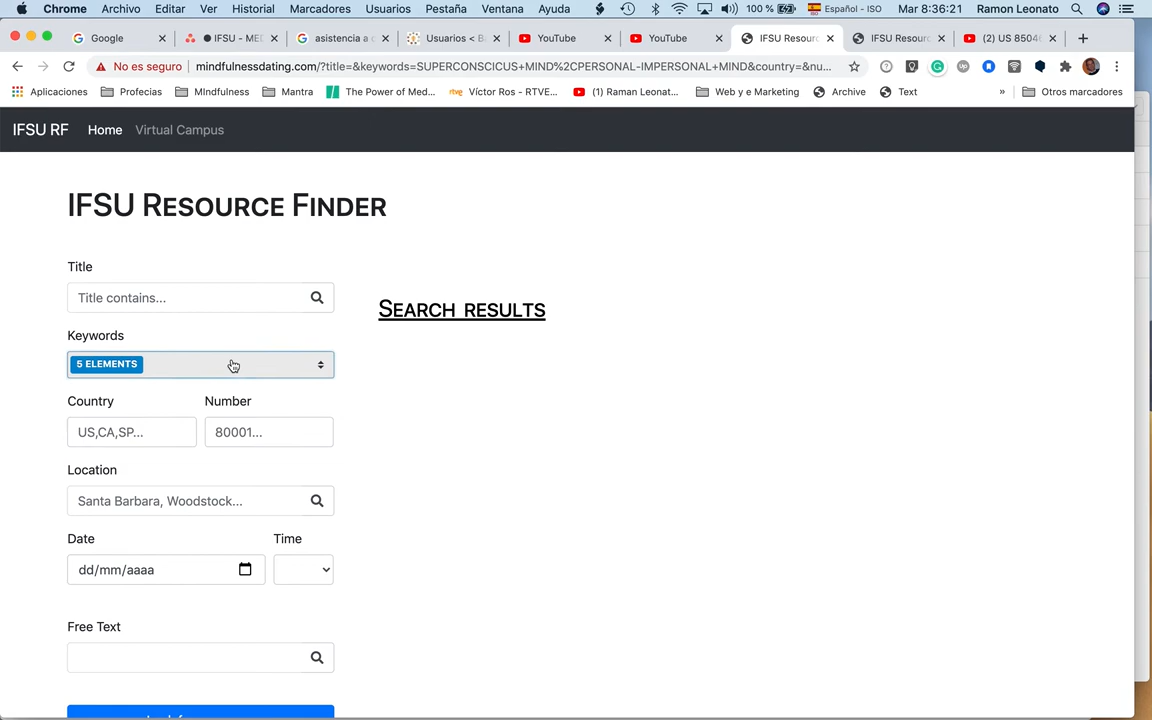 Chrome Archivo Editar Ver Historial Marcadores Usuarios Pestaña Ventana Ayuda 100 % Español - ISO Mar 8:36:21 Ramon Leonato
Google IFSU - ME asistencia a Usuarios < B YouTube YouTube IFSU Resour IFSU Resour (2) US 8504
No es seguro mindfulnessdating.com/?title=&keywords=SUPERCONSCICUS+MIND%2CPERSONAL-IMPERSONAL+MIND&country=&nu...
Aplicaciones Profecias MIndfulness Mantra The Power of Med... rtve Víctor Ros - RTVE... (1) Raman Leonat... Web y e Marketing Archive Text » Otros marcadores
IFSU RF Home Virtual Campus
IFSU Resource Finder
Title
Title contains...
Search results
Keywords
5 ELEMENTS
Country Number
US,CA,SP... 80001...
Location
Santa Barbara, Woodstock...
Date Time
dd/mm/aaaa
Free Text